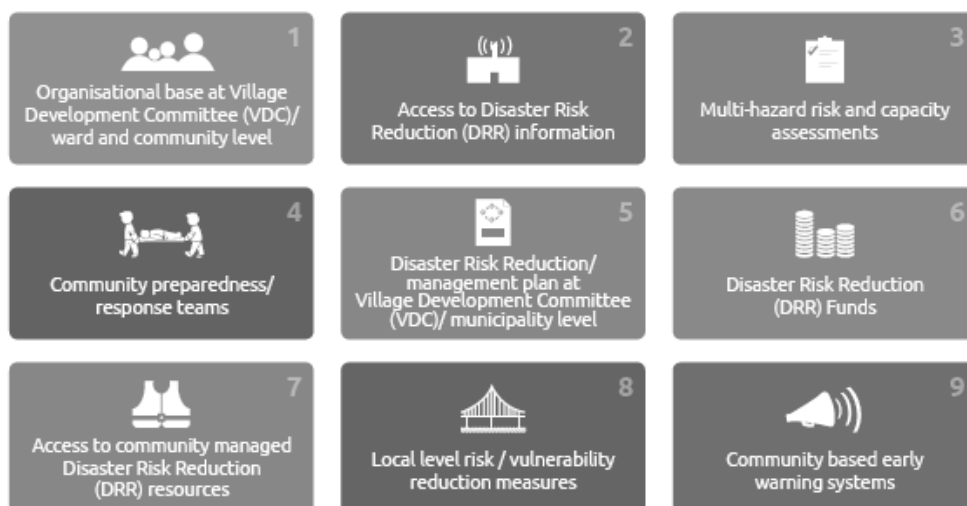 1
Organisational base at Village
Development Committee (VDC)/
ward and community level
2
Access to Disaster Risk
Reduction (DRR) information
3
Multi-hazard risk and capacity
assessments
4
Community preparedness/
response teams
5
Disaster Risk Reduction/
management plan at
Village Development Committee
(VDC)/ municipality level
6
Disaster Risk Reduction
(DRR) Funds
7
Access to community managed
Disaster Risk Reduction
(DRR) resources
8
Local level risk / vulnerability
reduction measures
9
Community based early
warning systems